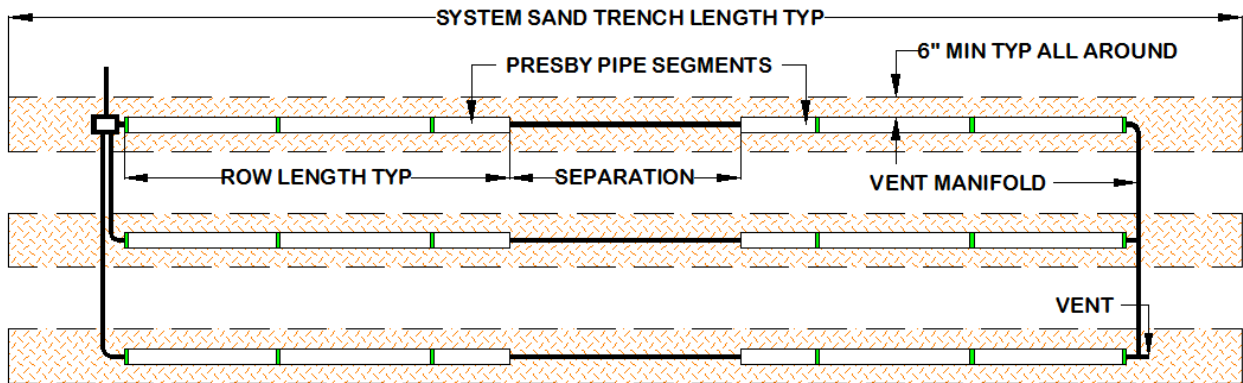 SYSTEM SAND TRENCH LENGTH TYP
6" MIN TYP ALL AROUND
PRESBY PIPE SEGMENTS
ROW LENGTH TYP
SEPARATION
VENT MANIFOLD
VENT